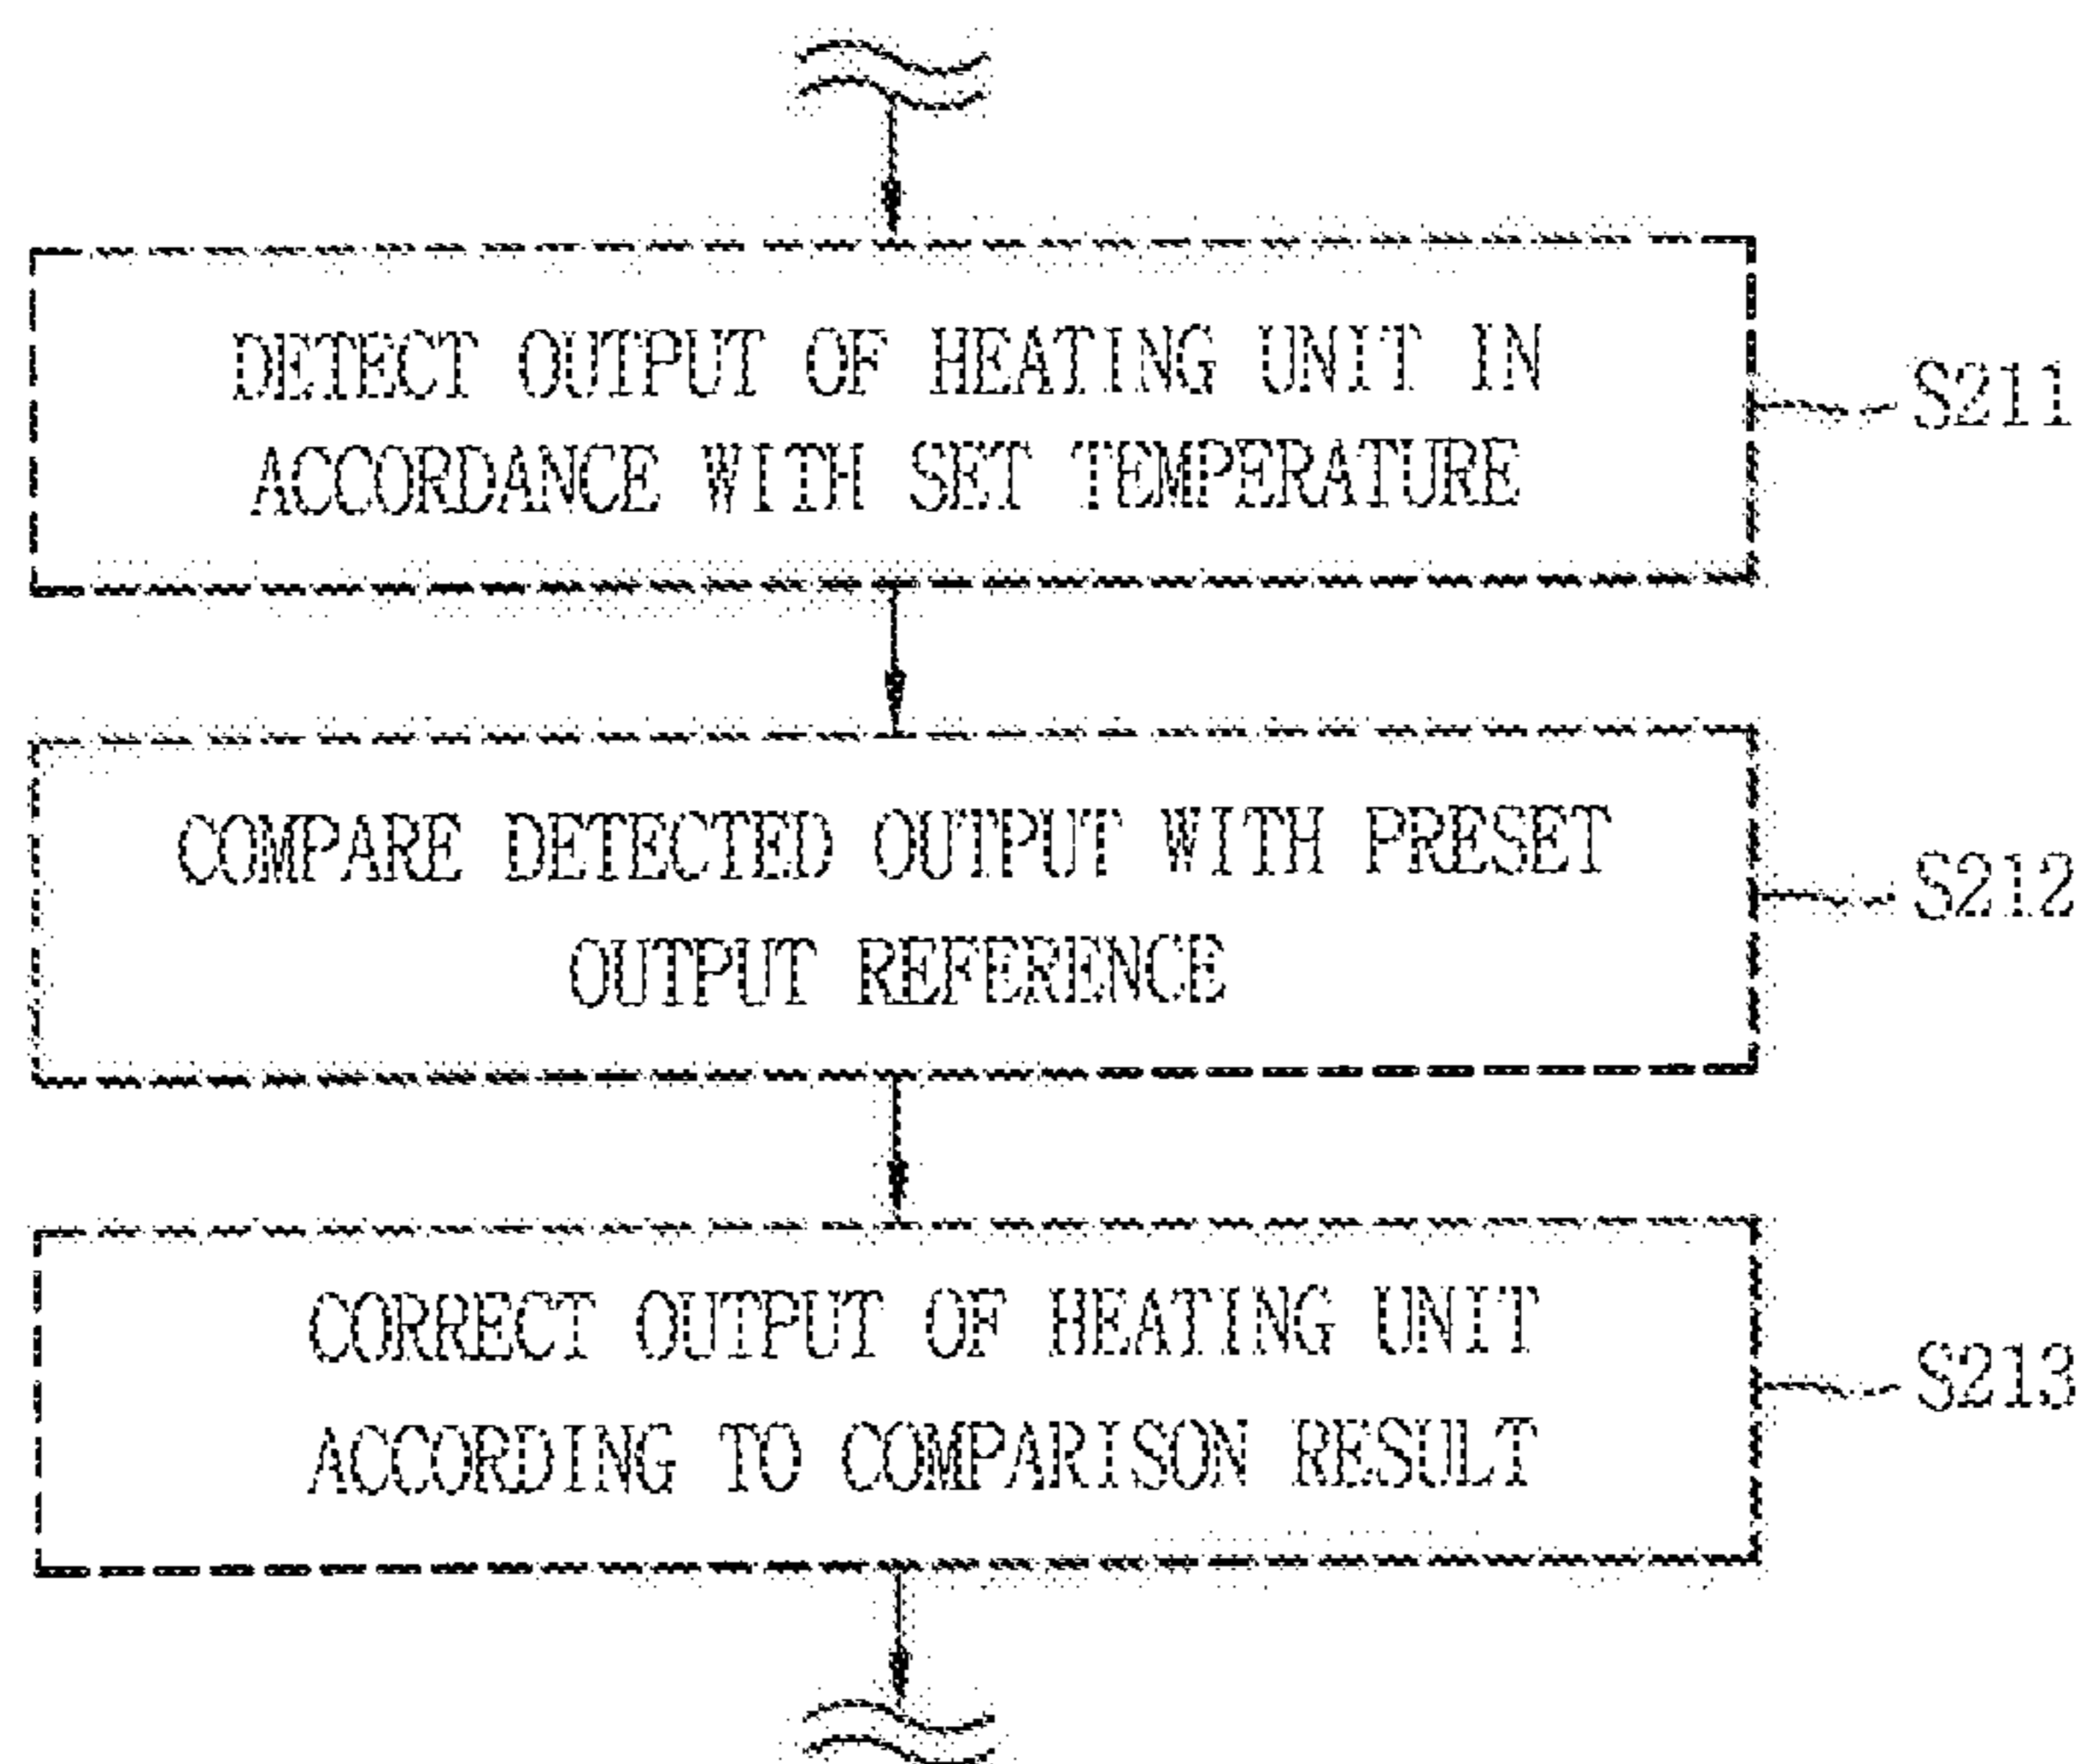 DETECT OUTPUT OF HEATING UNIT IN
ACCORDANCE WITH SET TEMPERATURE
S211
COMPARE DETECTED OUTPUT WITH PRESET
OUTPUT REFERENCE
S212
CORRECT OUTPUT OF HEATING UNIT
ACCORDING TO COMPARISON RESULT
S213